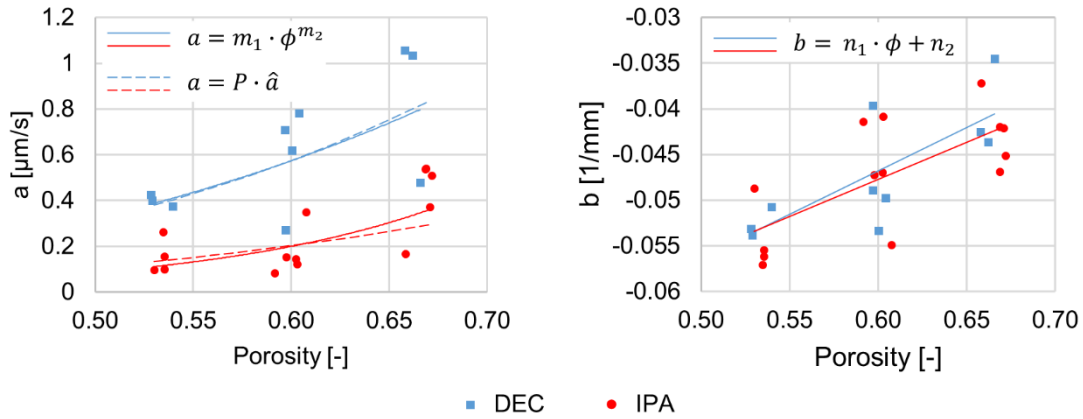 1.2
1
0.8
0.6
0.4
0.2
0
a [µm/s]
a = m₁ · ϕ^m₂
a = P · â
0.50
0.55
0.60
0.65
0.70
Porosity [-]
-0.03
-0.035
-0.04
-0.045
-0.05
-0.055
-0.06
b [1/mm]
b = n₁ · ϕ + n₂
0.50
0.55
0.60
0.65
0.70
Porosity [-]
DEC
IPA